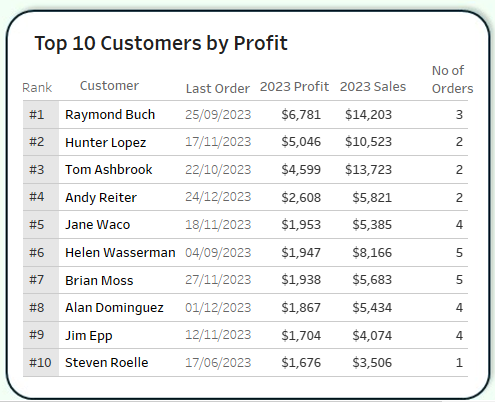 Top 10 Customers by Profit
Rank Customer Last Order 2023 Profit 2023 Sales No of Orders
#1 Raymond Buch 25/09/2023 $6,781 $14,203 3
#2 Hunter Lopez 17/11/2023 $5,046 $10,523 2
#3 Tom Ashbrook 22/10/2023 $4,599 $13,723 2
#4 Andy Reiter 24/12/2023 $2,608 $5,821 2
#5 Jane Waco 18/11/2023 $1,953 $5,385 4
#6 Helen Wasserman 04/09/2023 $1,947 $8,166 5
#7 Brian Moss 27/11/2023 $1,938 $5,683 5
#8 Alan Dominguez 01/12/2023 $1,867 $5,434 4
#9 Jim Epp 12/11/2023 $1,704 $4,074 4
#10 Steven Roelle 17/06/2023 $1,676 $3,506 1